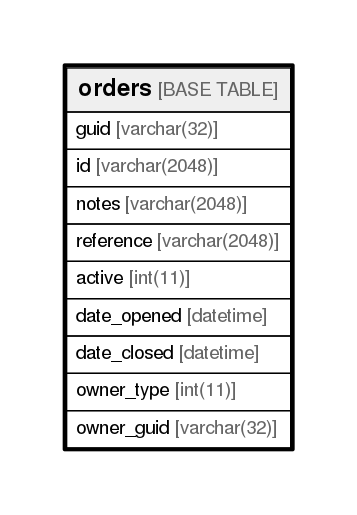 orders [BASE TABLE]
guid [varchar(32)]
id [varchar(2048)]
notes [varchar(2048)]
reference [varchar(2048)]
active [int(11)]
date_opened [datetime]
date_closed [datetime]
owner_type [int(11)]
owner_guid [varchar(32)]